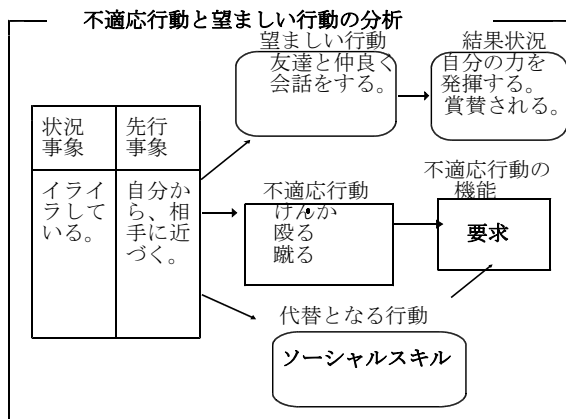 不適応行動と望ましい行動の分析
望ましい行動
友達と仲良く
会話をする。
結果状況
自分の力を
発揮する。
賞賛される。
状況
事象
先行
事象
イライ
ラして
いる。
自分か
ら、相
手に近
づく。
不適応行動
けんか
殴る
蹴る
不適応行動の
機能
要求
代替となる行動
ソーシャルスキル